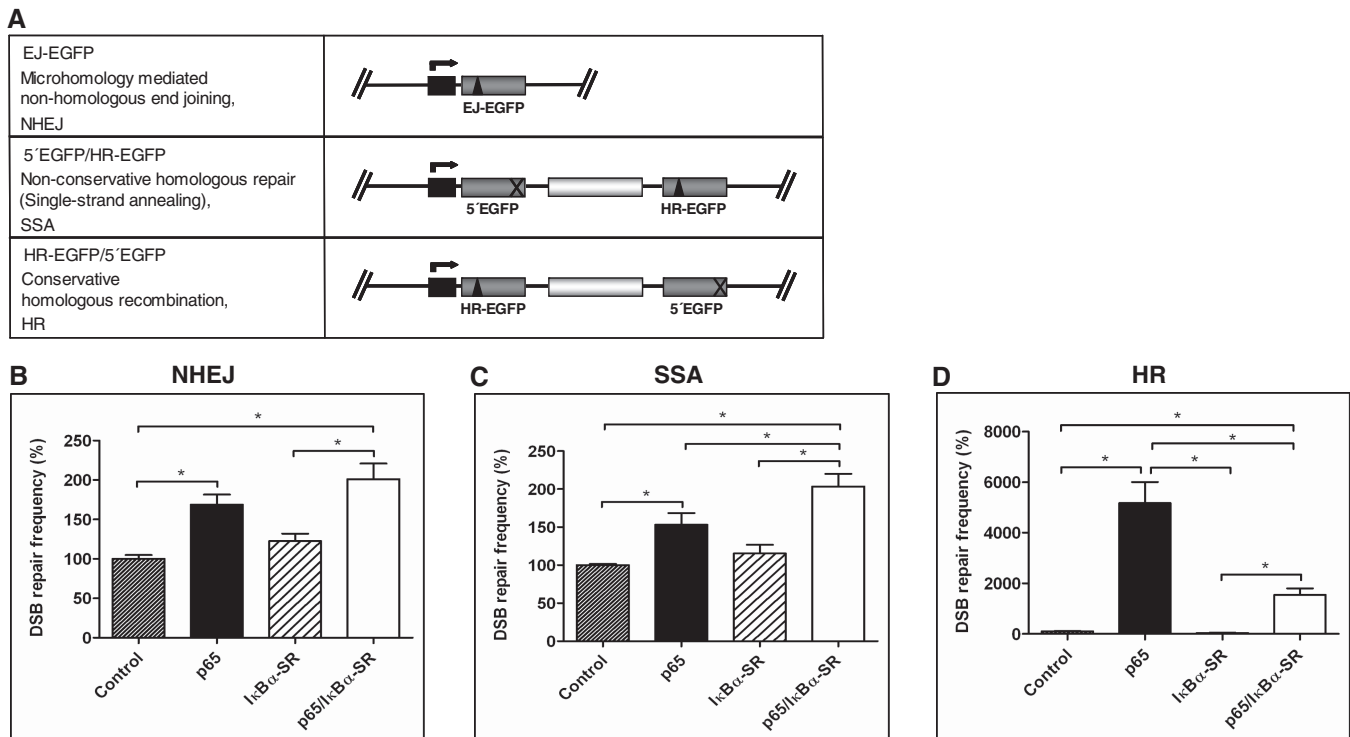 A
EJ-EGFP
Microhomology mediated
non-homologous end joining,
NHEJ
EJ-EGFP
5´EGFP/HR-EGFP
Non-conservative homologous repair
(Single-strand annealing),
SSA
5´EGFP
HR-EGFP
HR-EGFP/5´EGFP
Conservative
homologous recombination,
HR
HR-EGFP
5´EGFP
B
NHEJ
DSB repair frequency (%)
250
200
150
100
50
0
*
*
*
Control
p65
IκBα-SR
p65/IκBα-SR
C
SSA
DSB repair frequency (%)
250
200
150
100
50
0
*
*
*
*
Control
p65
IκBα-SR
p65/IκBα-SR
D
HR
DSB repair frequency (%)
8000
6000
4000
2000
0
*
*
*
*
*
Control
p65
IκBα-SR
p65/IκBα-SR